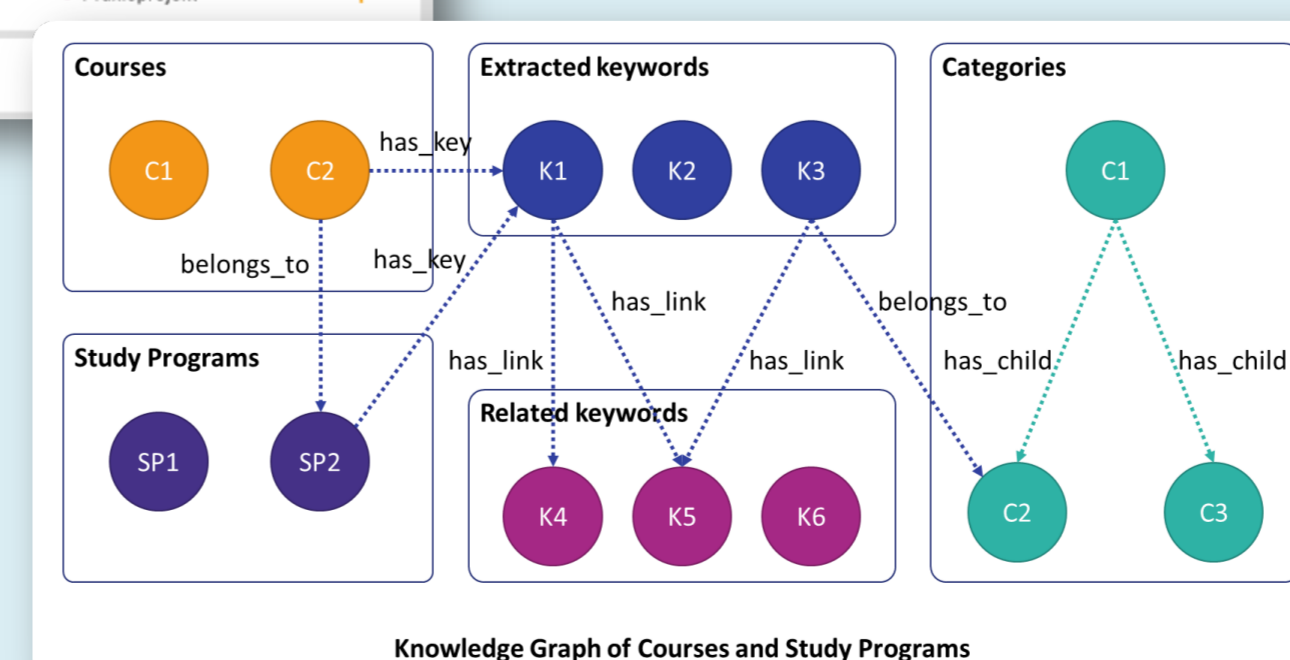 Courses
Extracted keywords
Categories
has_key
C1
C2
K1
K2
K3
C1
belongs_to
has_key
has_link
belongs_to
Study Programs
has_link
has_link
has_child
has_child
Related keywords
SP1
SP2
K4
K5
K6
C2
C3
Knowledge Graph of Courses and Study Programs